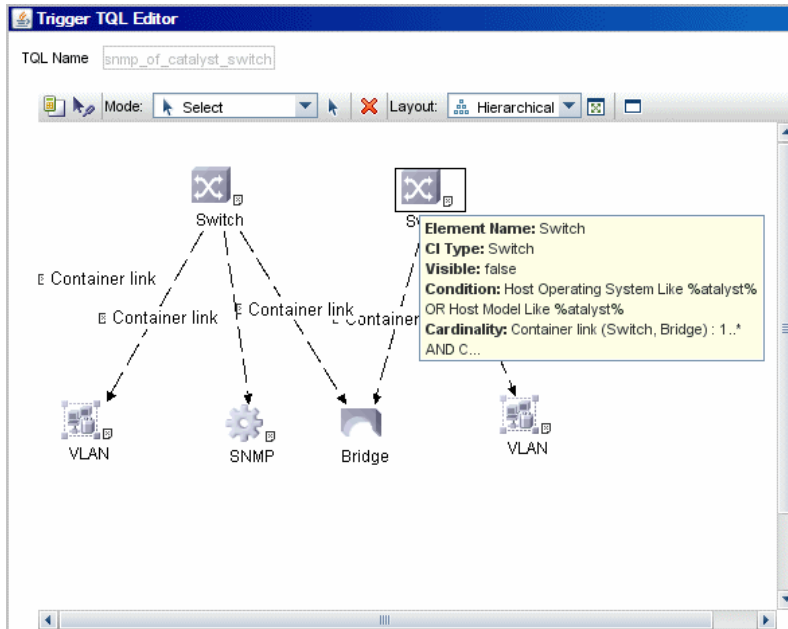 Trigger TQL Editor
TQL Name snmp_of_catalyst_switch
Mode: Select Layout: Hierarchical
Switch
Sw
Element Name: Switch
CI Type: Switch
Visible: false
Condition: Host Operating System Like %atalyst%
OR Host Model Like %atalyst%
Cardinality: Container link (Switch, Bridge) : 1..*
AND C...
Container link
Container link
Container link
Container
VLAN
SNMP
Bridge
VLAN